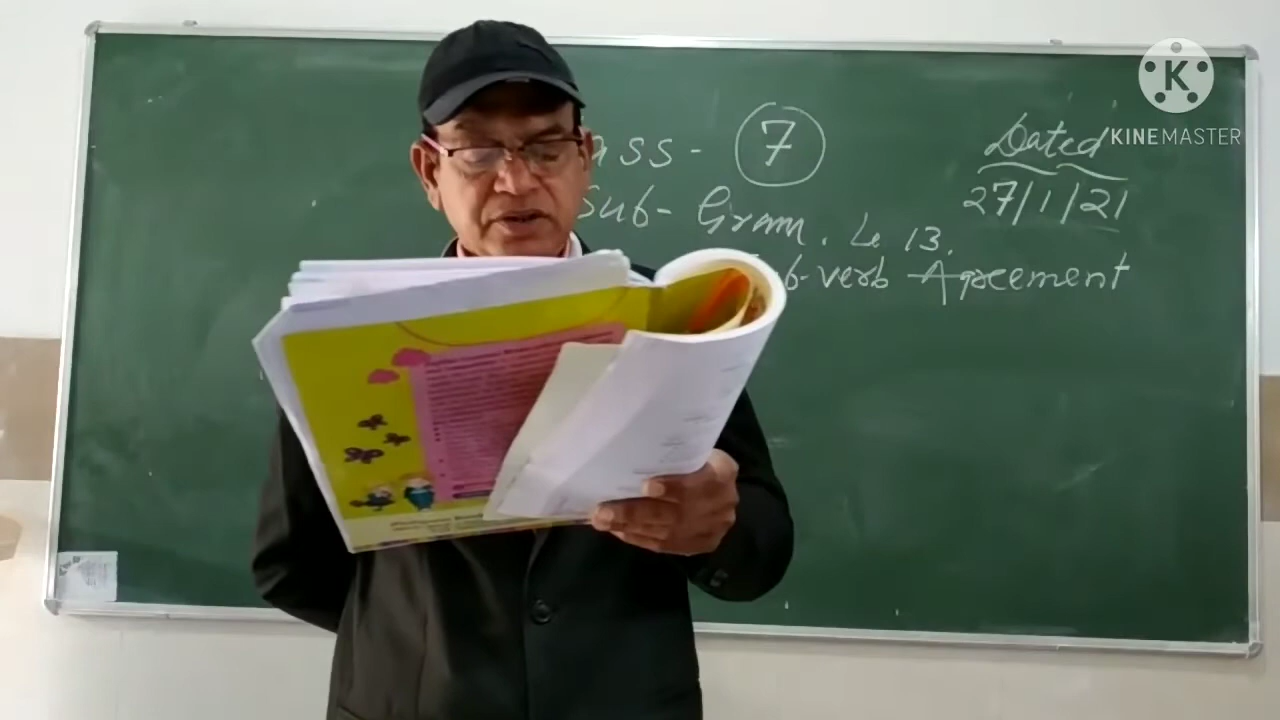 ass- 7
Sub- Gram. Le 13.
b-verb Agreement
Dated
27/1/21
K
KINEMASTER